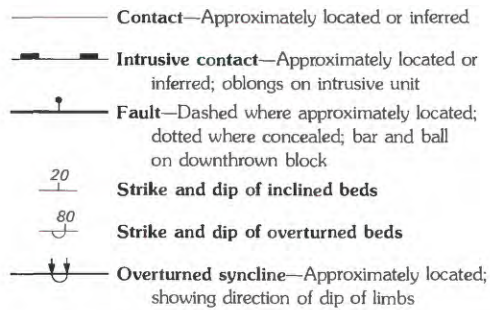 Contact—Approximately located or inferred
Intrusive contact—Approximately located or
inferred; oblongs on intrusive unit
Fault—Dashed where approximately located;
dotted where concealed; bar and ball
on downthrown block
20
Strike and dip of inclined beds
80
Strike and dip of overturned beds
Overturned syncline—Approximately located;
showing direction of dip of limbs